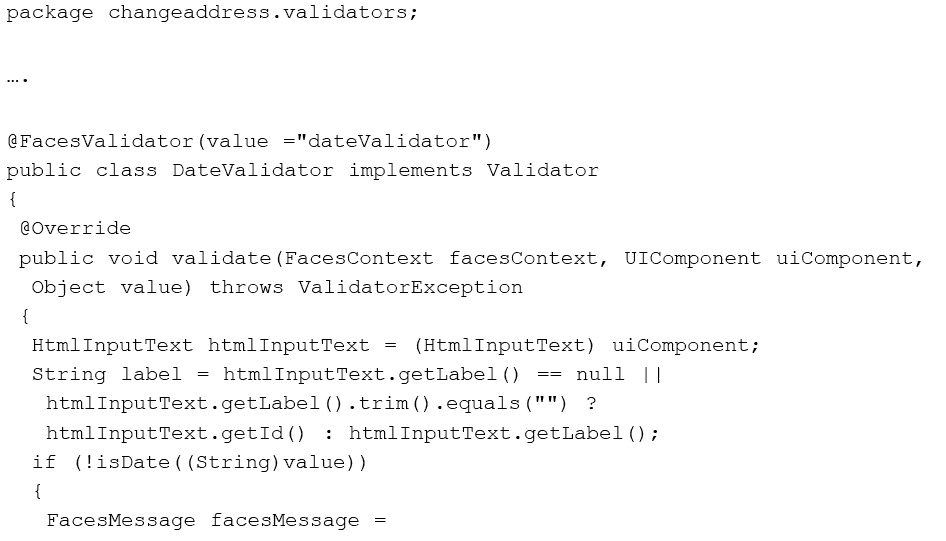 package changeaddress.validators;
….
@FacesValidator(value ="dateValidator")
public class DateValidator implements Validator
{
@Override
public void validate(FacesContext facesContext, UIComponent uiComponent,
Object value) throws ValidatorException
{
HtmlInputText htmlInputText = (HtmlInputText) uiComponent;
String label = htmlInputText.getLabel() == null ||
htmlInputText.getLabel().trim().equals("") ?
htmlInputText.getId() : htmlInputText.getLabel();
if (!isDate((String)value))
{
FacesMessage facesMessage =